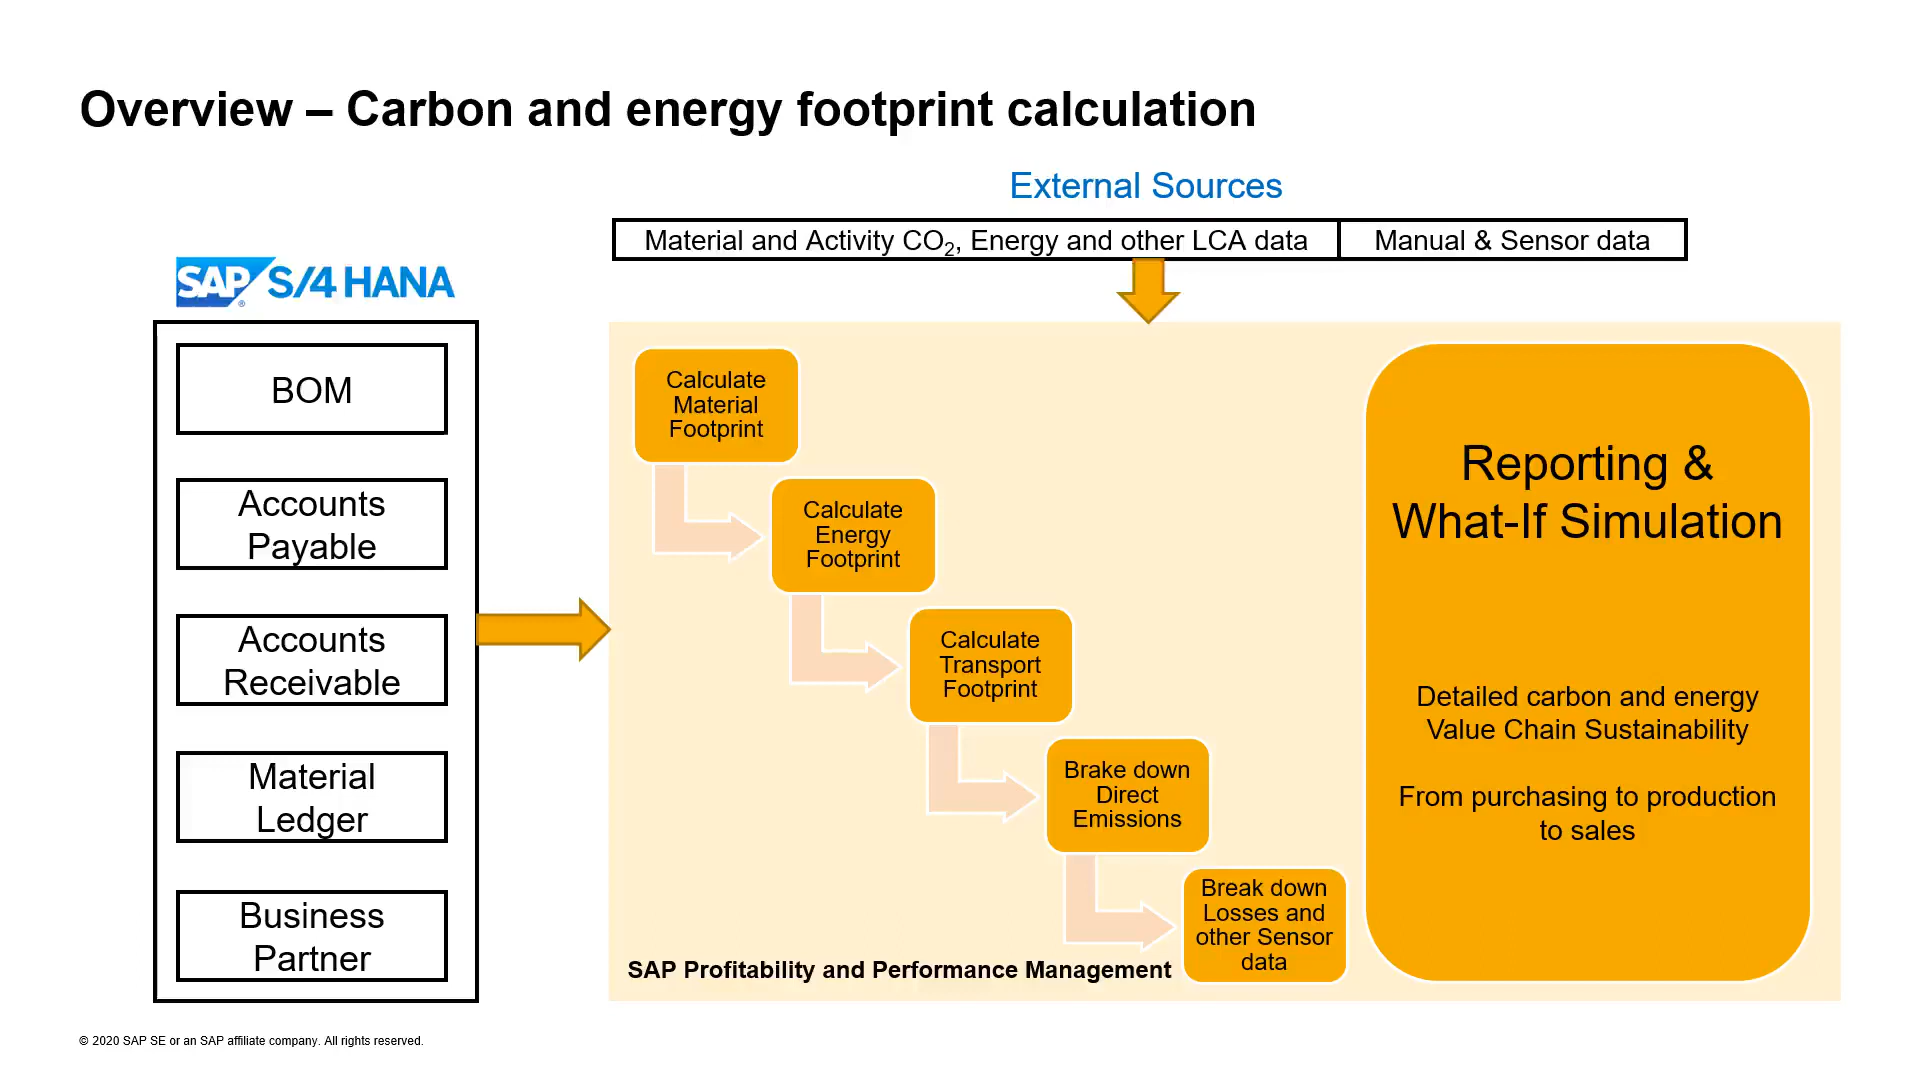 Overview – Carbon and energy footprint calculation
External Sources
Material and Activity CO₂, Energy and other LCA data
Manual & Sensor data
SAP® S/4 HANA
BOM
Accounts
Payable
Accounts
Receivable
Material
Ledger
Business
Partner
Calculate
Material
Footprint
Calculate
Energy
Footprint
Calculate
Transport
Footprint
Brake down
Direct
Emissions
Break down
Losses and
other Sensor
data
SAP Profitability and Performance Management
Reporting &
What-If Simulation
Detailed carbon and energy
Value Chain Sustainability
From purchasing to production
to sales
© 2020 SAP SE or an SAP affiliate company. All rights reserved.